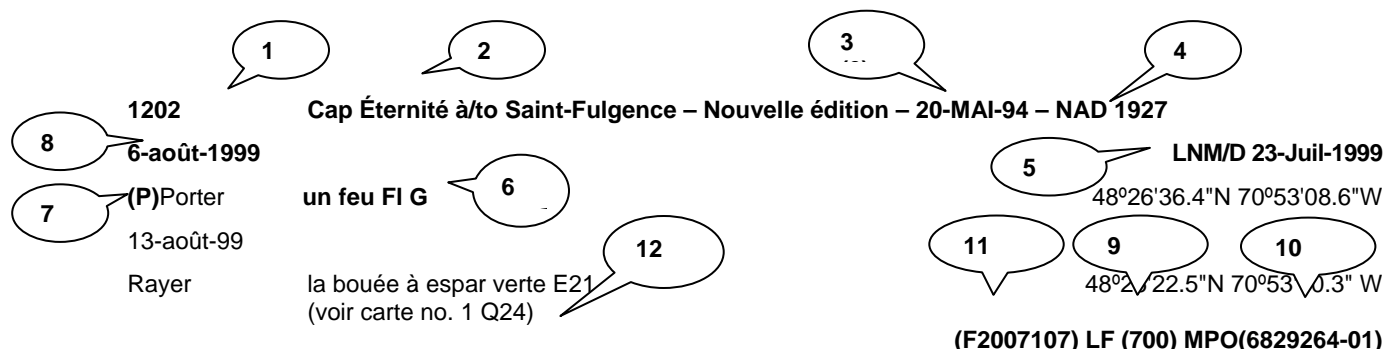 1 2 3 4
1202 Cap Éternité à/to Saint-Fulgence – Nouvelle édition – 20-MAI-94 – NAD 1927
8 6-août-1999 5 LNM/D 23-Juil-1999
7 (P)Porter un feu Fl G 6 48º26'36.4"N 70º53'08.6"W
13-août-99 12 11 9 10
Rayer la bouée à espar verte E21 W
(voir carte no. 1 Q24)
(F2007107) LF (700) MPO(6829264-01)